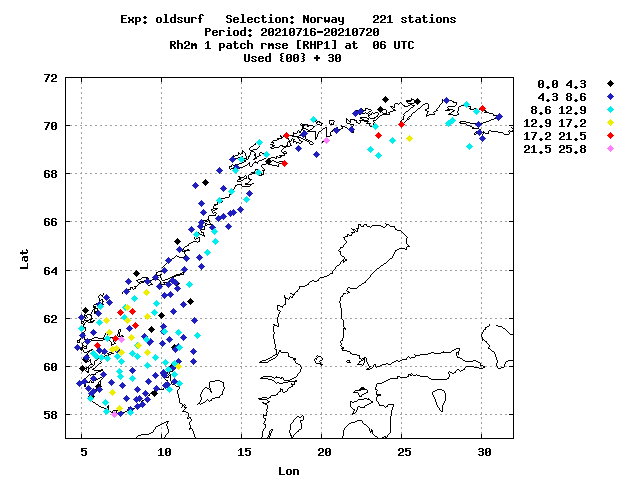 Exp: oldsurf   Selection: Norway    221 stations
Period: 20210716-20210720
Rh2m 1 patch rmse [RHP1] at  06 UTC
Used {00} + 30
0.0 4.3
4.3 8.6
8.6 12.9
12.9 17.2
17.2 21.5
21.5 25.8
72
70
68
66
64
62
60
58
Lat
5 10 15 20 25 30
Lon